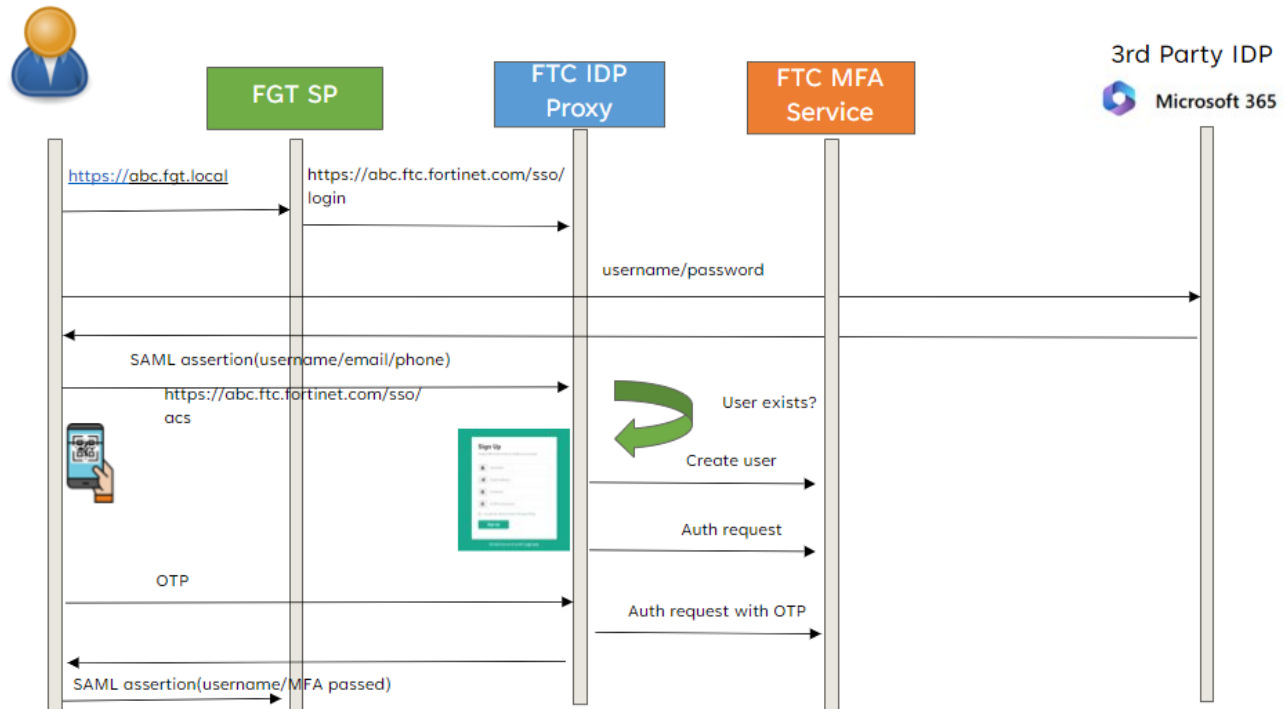 3rd Party IDP
Microsoft 365
FGT SP
FTC IDP
Proxy
FTC MFA
Service
https://abc.fgt.local
https://abc.ftc.fortinet.com/sso/
login
username/password
SAML assertion(username/email/phone)
https://abc.ftc.fortinet.com/sso/
acs
User exists?
Sign Up
Create user
Auth request
OTP
Auth request with OTP
SAML assertion(username/MFA passed)